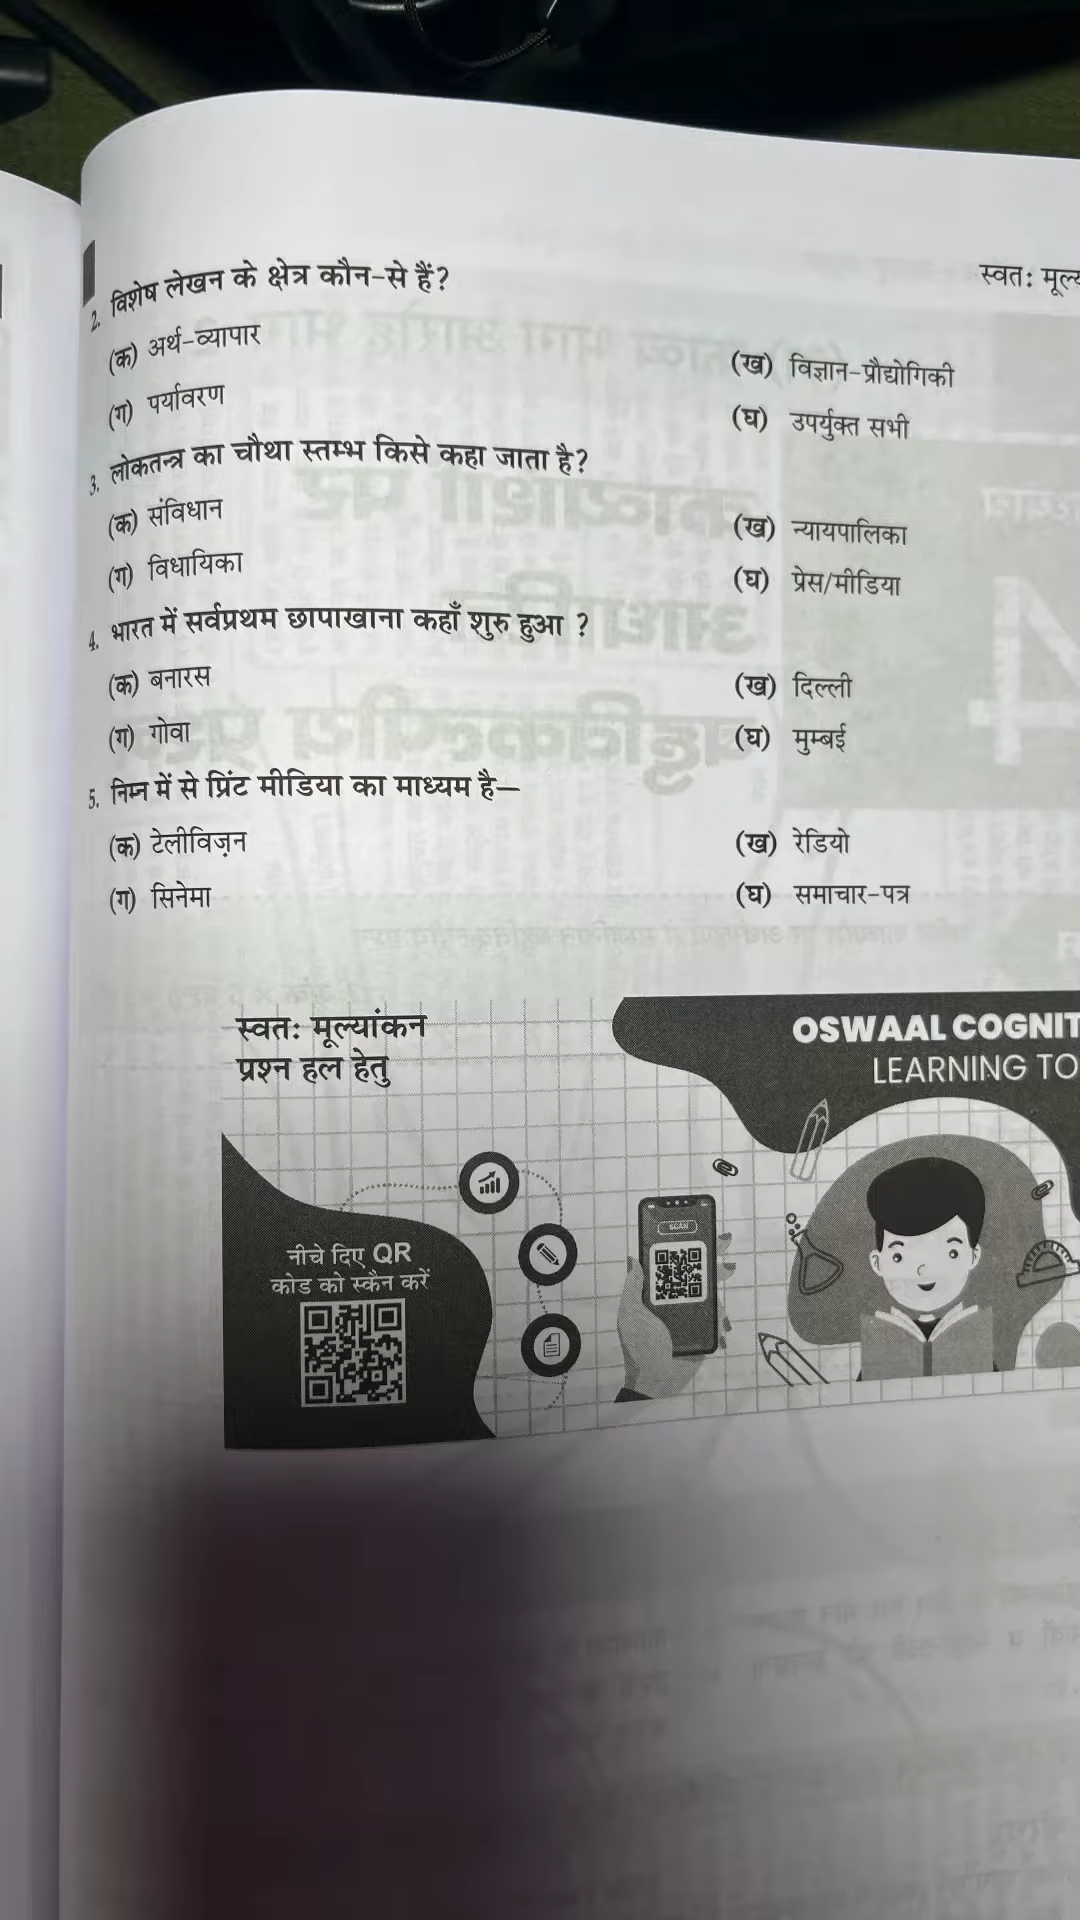 स्वतः
2. विशेष लेखन के क्षेत्र कौन-से हैं?
(क) अर्थ-व्यापार
(ख) विज्ञान-प्रौद्योगिकी
(ग) पर्यावरण
(घ) उपर्युक्त सभी
3. लोकतन्त्र का चौथा स्तम्भ किसे कहा जाता है?
(क) संविधान
(ख) न्यायपालिका
(ग) विधायिका
(घ) प्रेस/मीडिया
4. भारत में सर्वप्रथम छापाखाना कहाँ शुरु हुआ ?
(क) बनारस
(ख) दिल्ली
(ग) गोवा
(घ) मुम्बई
5. निम्न में से प्रिंट मीडिया का माध्यम है—
(क) टेलीविज़न
(ख) रेडियो
(ग) सिनेमा
(घ) समाचार-पत्र
स्वतः मूल्यांकन
प्रश्न हल हेतु
OSWAAL COGNIT
LEARNING TO
SCAN
नीचे दिए QR
कोड को स्कैन करें